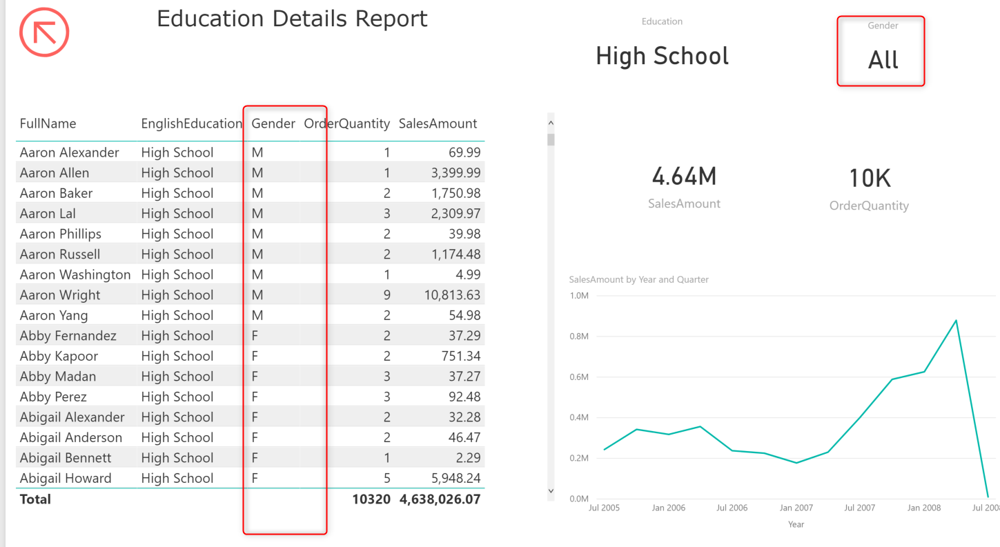 Education Details Report
Education
High School
Gender
All
FullName EnglishEducation Gender OrderQuantity SalesAmount
Aaron Alexander High School M 1 69.99
Aaron Allen High School M 1 3,399.99
Aaron Baker High School M 2 1,750.98
Aaron Lal High School M 3 2,309.97
Aaron Phillips High School M 2 39.98
Aaron Russell High School M 2 1,174.48
Aaron Washington High School M 1 4.99
Aaron Wright High School M 9 10,813.63
Aaron Yang High School M 2 54.98
Abby Fernandez High School F 2 37.29
Abby Kapoor High School F 2 751.34
Abby Madan High School F 3 37.27
Abby Perez High School F 3 92.48
Abigail Alexander High School F 2 32.28
Abigail Anderson High School F 2 46.47
Abigail Bennett High School F 1 2.29
Abigail Howard High School F 5 5,948.24
Total 10320 4,638,026.07
4.64M
SalesAmount
10K
OrderQuantity
SalesAmount by Year and Quarter
1.0M
0.8M
0.6M
0.4M
0.2M
0.0M
Jul 2005 Jan 2006 Jul 2006 Jan 2007 Jul 2007 Jan 2008 Jul 2008
Year